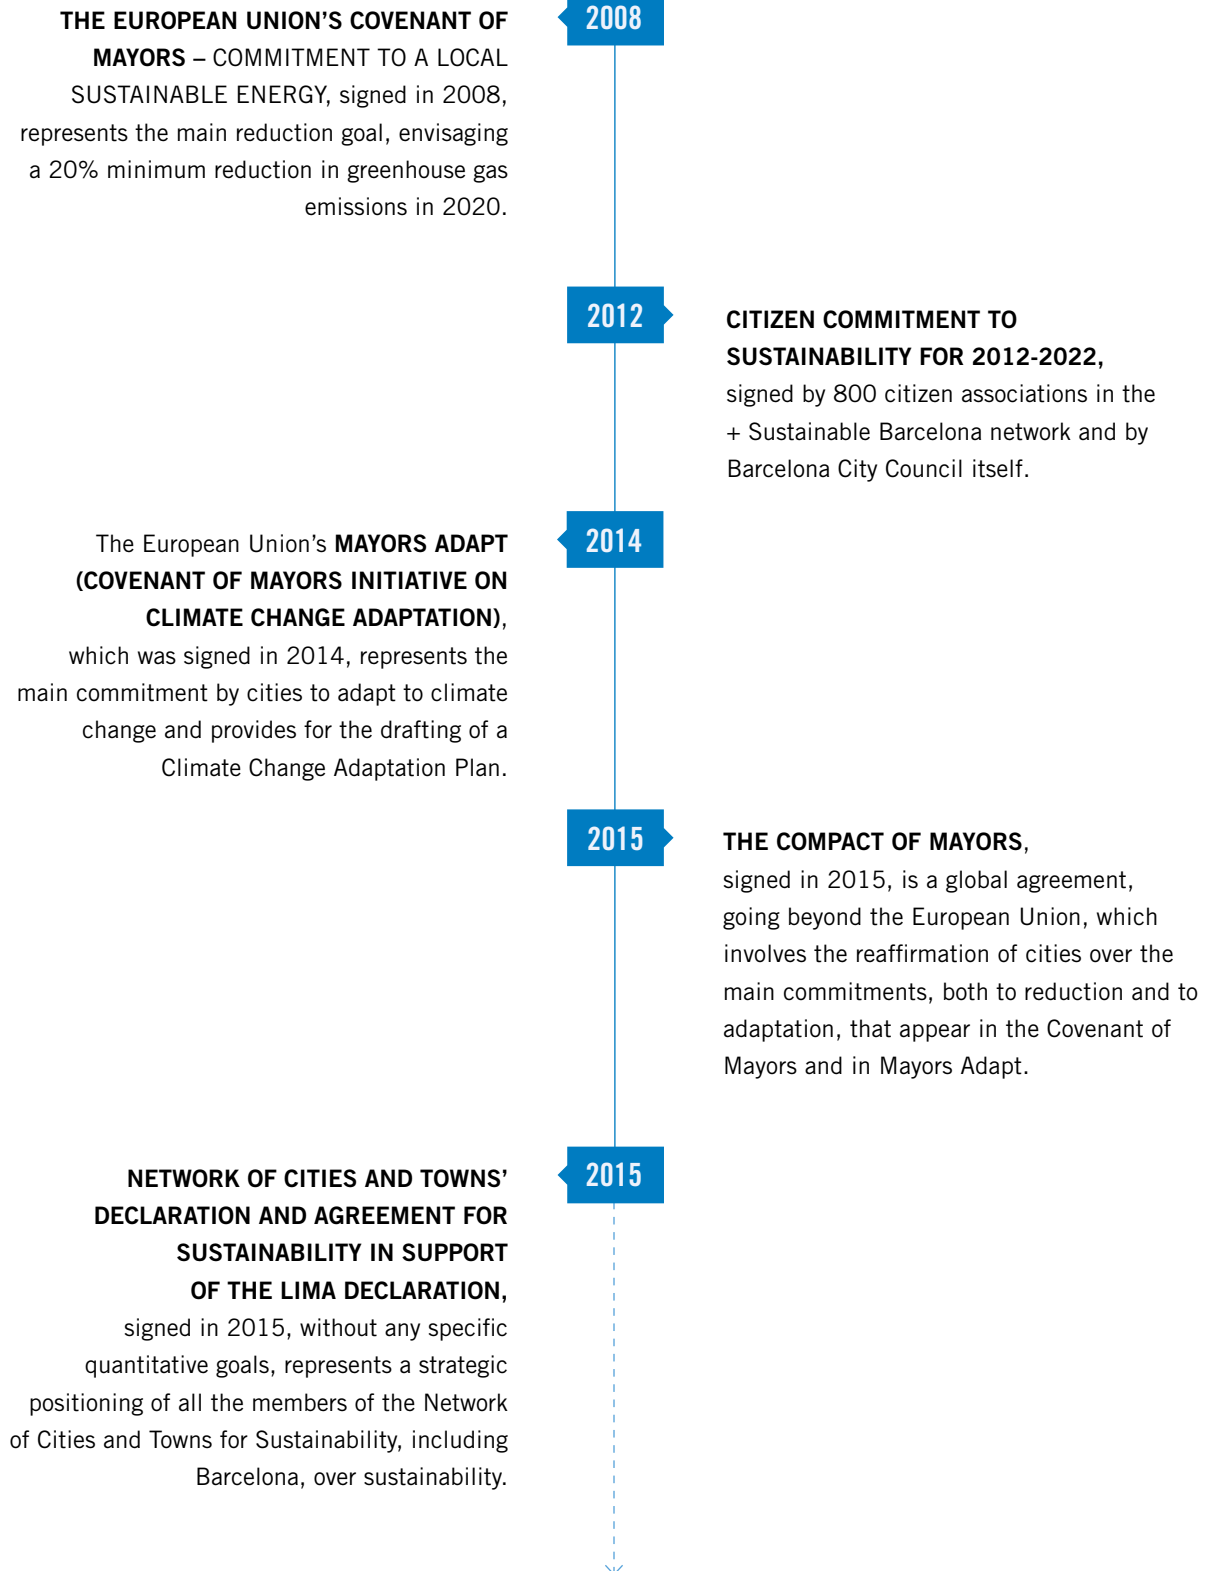 2008
THE EUROPEAN UNION’S COVENANT OF
MAYORS – COMMITMENT TO A LOCAL
SUSTAINABLE ENERGY, signed in 2008,
represents the main reduction goal, envisaging
a 20% minimum reduction in greenhouse gas
emissions in 2020.
2012
CITIZEN COMMITMENT TO
SUSTAINABILITY FOR 2012-2022,
signed by 800 citizen associations in the
+ Sustainable Barcelona network and by
Barcelona City Council itself.
2014
The European Union’s MAYORS ADAPT
(COVENANT OF MAYORS INITIATIVE ON
CLIMATE CHANGE ADAPTATION),
which was signed in 2014, represents the
main commitment by cities to adapt to climate
change and provides for the drafting of a
Climate Change Adaptation Plan.
2015
THE COMPACT OF MAYORS,
signed in 2015, is a global agreement,
going beyond the European Union, which
involves the reaffirmation of cities over the
main commitments, both to reduction and to
adaptation, that appear in the Covenant of
Mayors and in Mayors Adapt.
2015
NETWORK OF CITIES AND TOWNS’
DECLARATION AND AGREEMENT FOR
SUSTAINABILITY IN SUPPORT
OF THE LIMA DECLARATION,
signed in 2015, without any specific
quantitative goals, represents a strategic
positioning of all the members of the Network
of Cities and Towns for Sustainability, including
Barcelona, over sustainability.